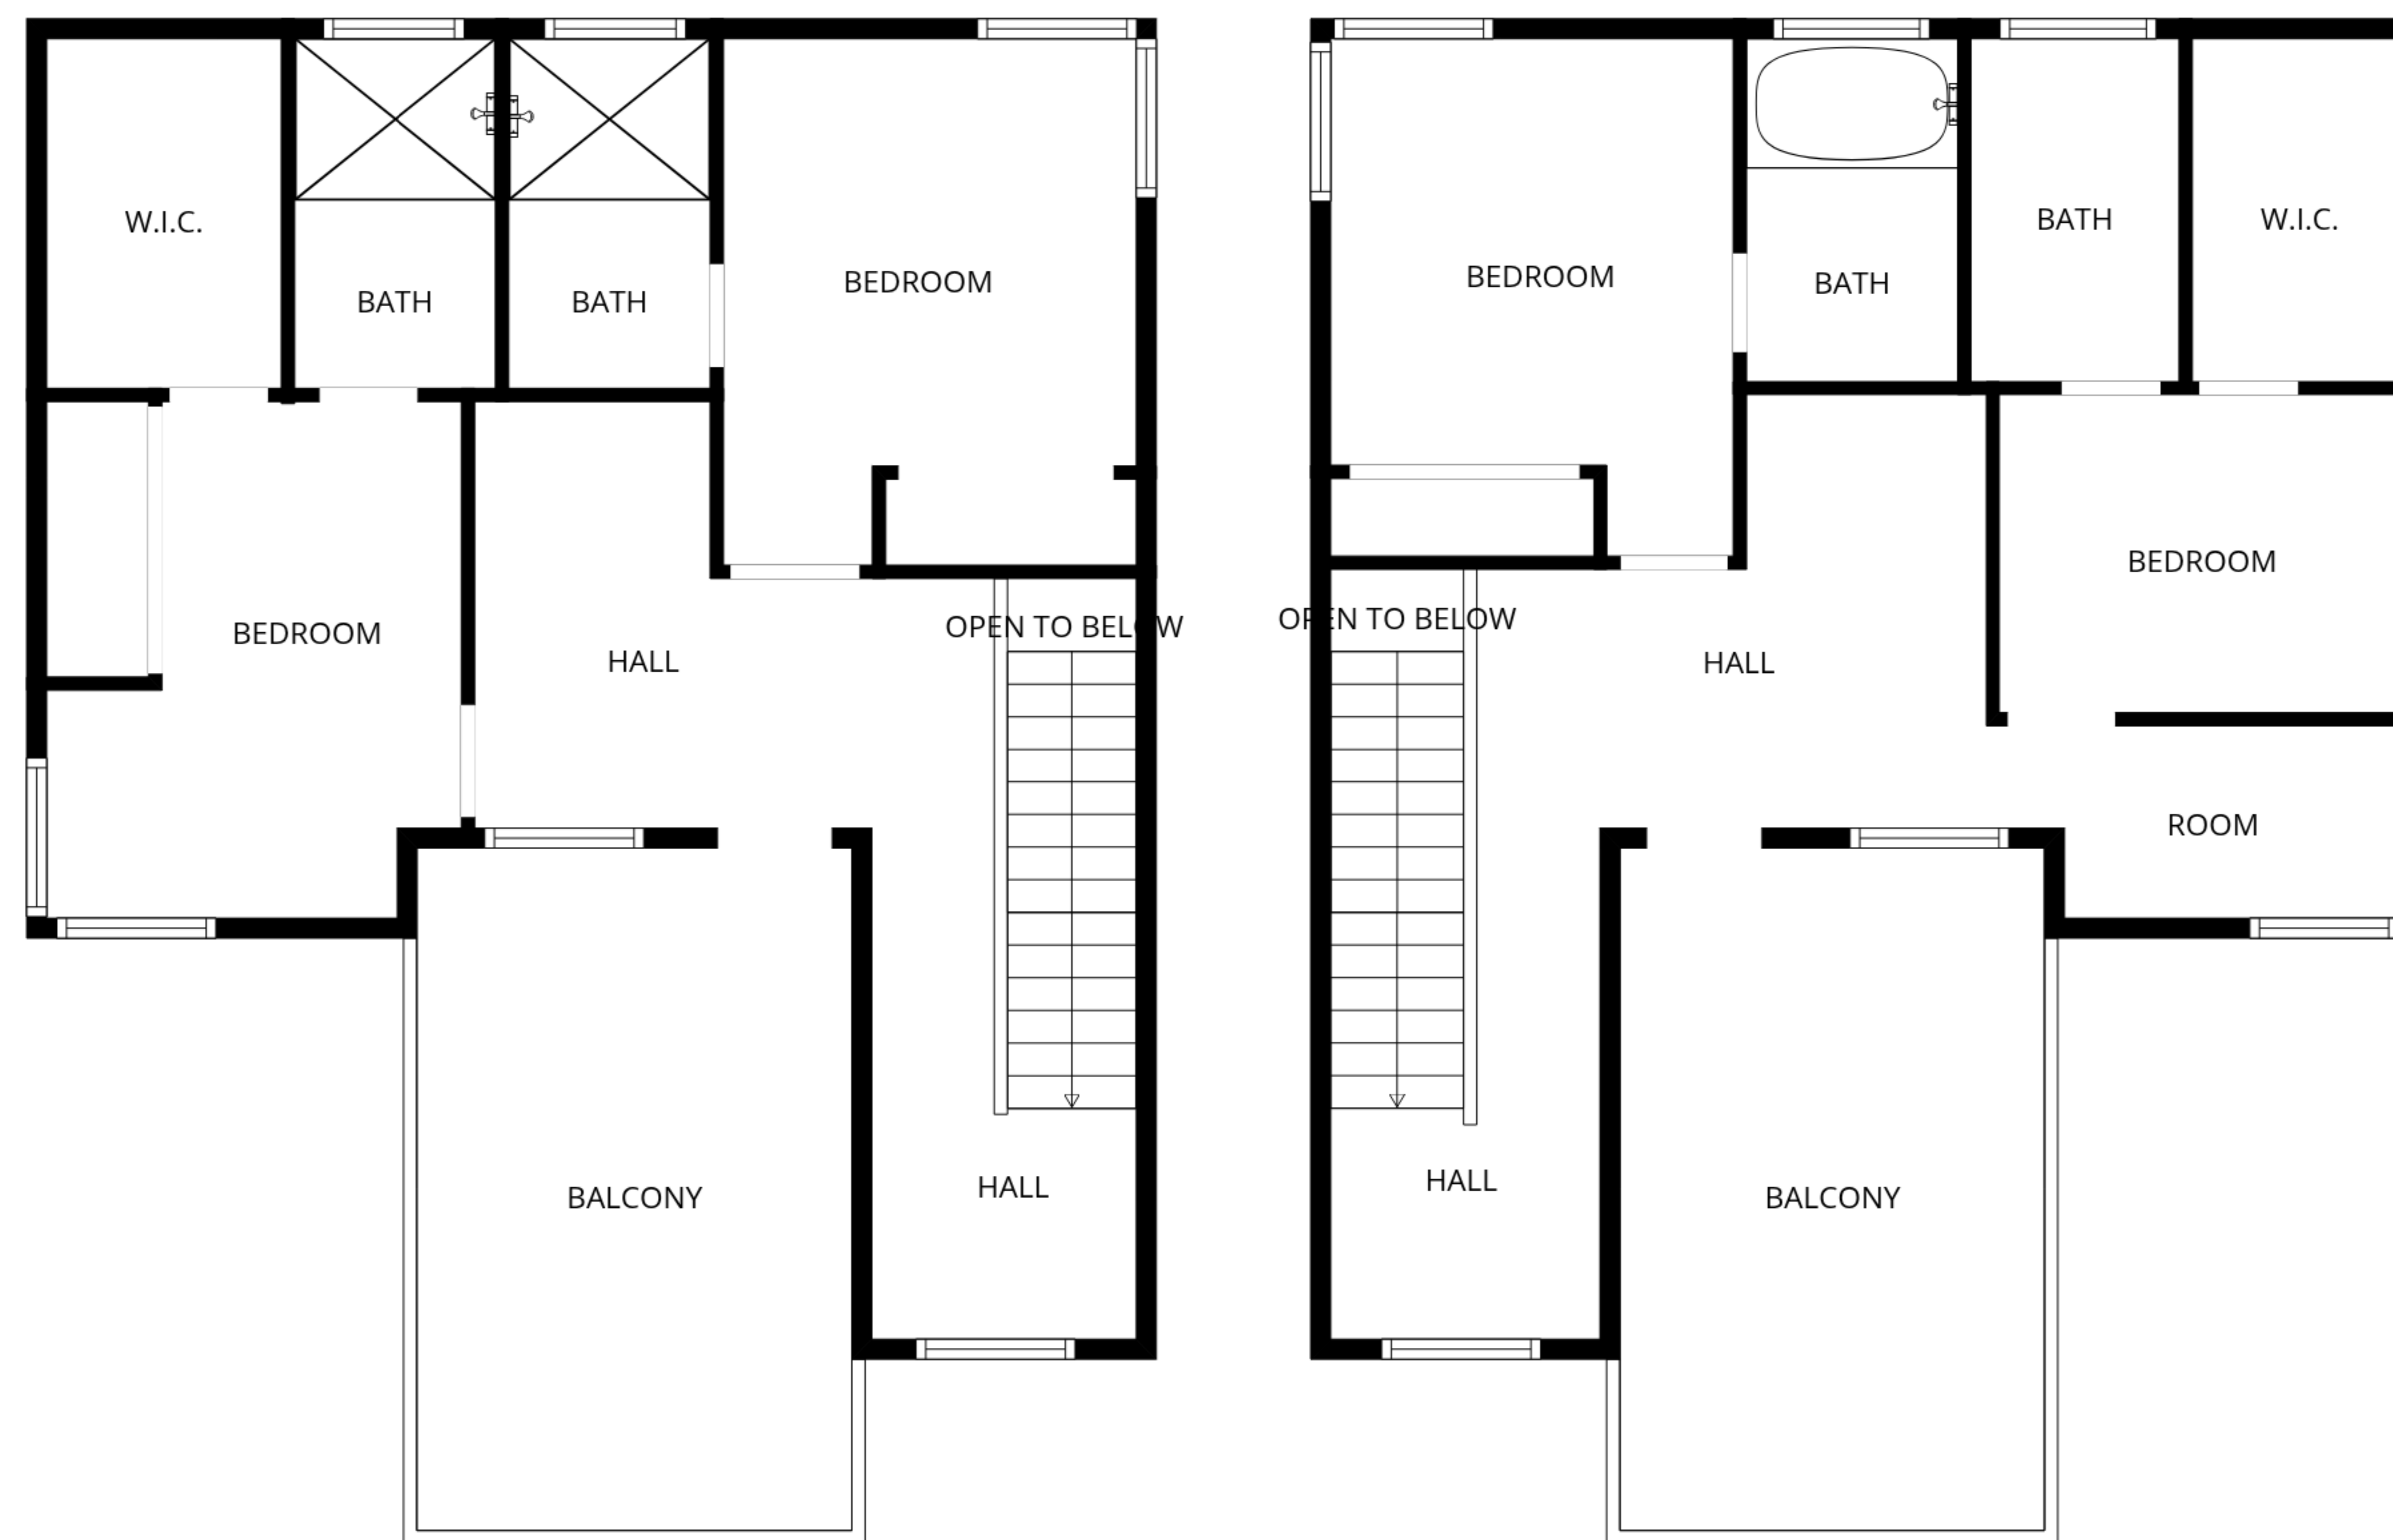 W.I.C.
BATH
BATH
BEDROOM
BEDROOM
HALL
OPEN TO BELOW
BALCONY
HALL
BEDROOM
BATH
BATH
W.I.C.
OPEN TO BELOW
HALL
BEDROOM
ROOM
HALL
BALCONY